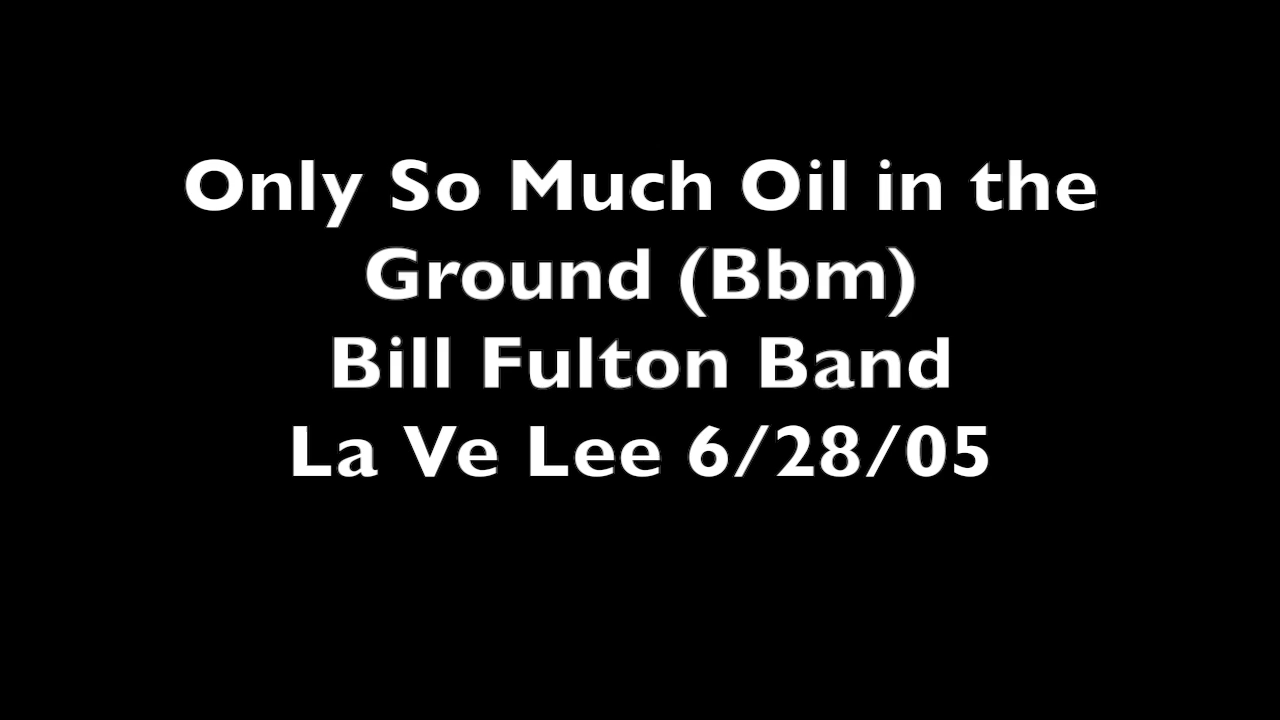 Only So Much Oil in the
Ground (Bbm)
Bill Fulton Band
La Ve Lee 6/28/05